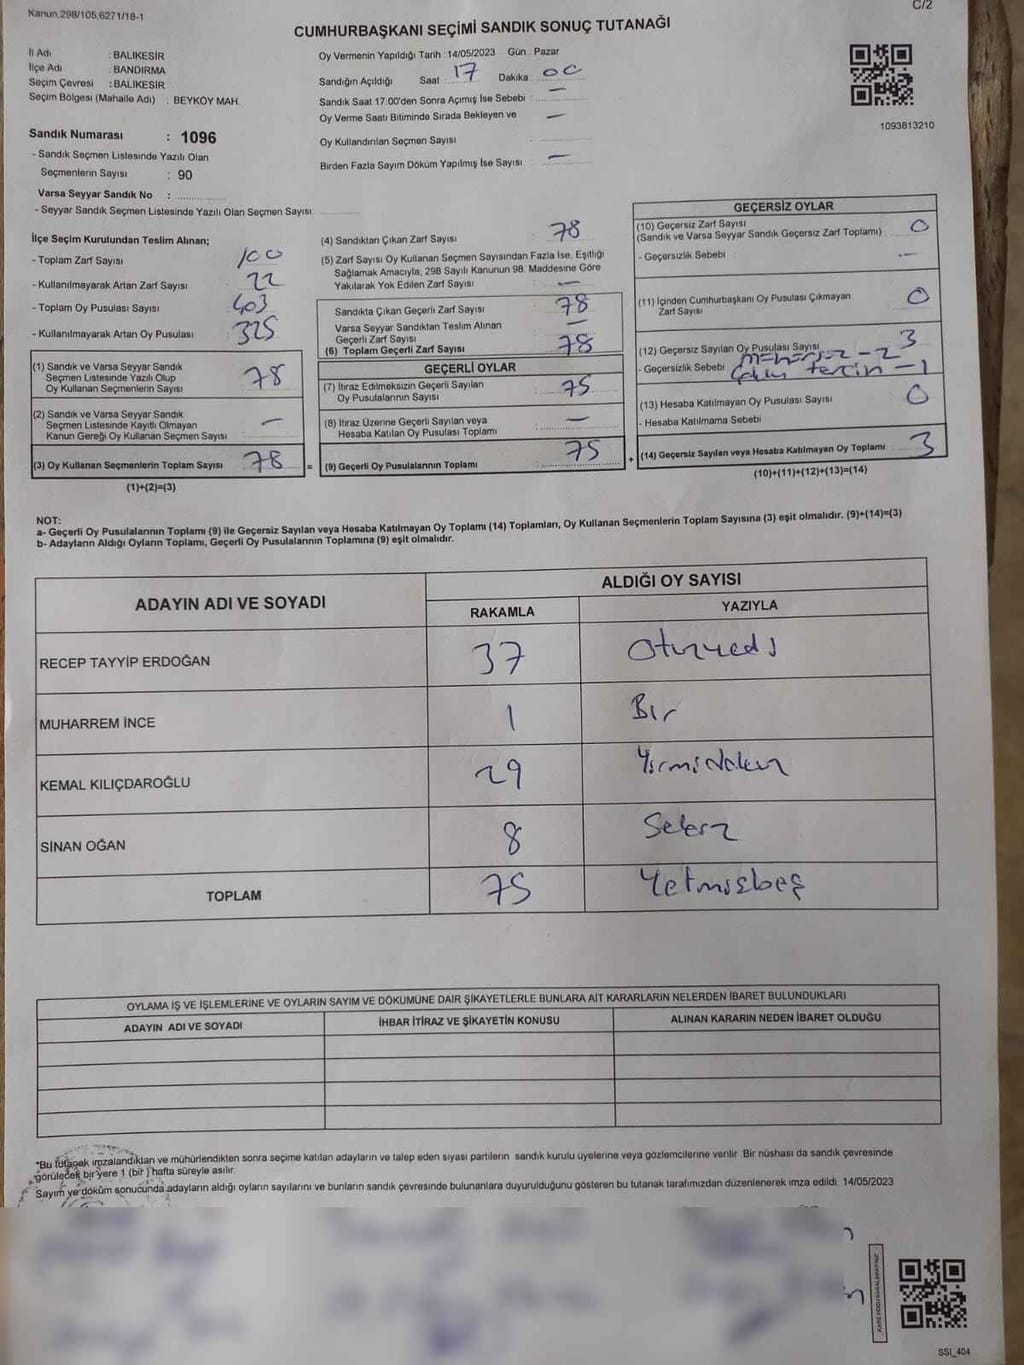 Kanun.298/105,6271/18-1
C/2
CUMHURBAŞKANI SEÇİMİ SANDIK SONUÇ TUTANAĞI
İl Adı : BALIKESİR
İlçe Adı : BANDIRMA
Seçim Çevresi : BALIKESİR
Seçim Bölgesi (Mahalle Adı) : BEYKÖY MAH.
Oy Vermenin Yapıldığı Tarih : 14/05/2023 Gün : Pazar
Sandığın Açıldığı Saat 17 Dakika 00
Sandık Saat 17.00'den Sonra Açımış İse Sebebi : —
Oy Verme Saati Bitiminde Sırada Bekleyen ve —
Oy Kullandırılan Seçmen Sayısı
Birden Fazla Sayım Döküm Yapılmış İse Sayısı —
1093813210
Sandık Numarası : 1096
- Sandık Seçmen Listesinde Yazılı Olan
Seçmenlerin Sayısı : 90
Varsa Seyyar Sandık No :
- Seyyar Sandık Seçmen Listesinde Yazılı Olan Seçmen Sayısı
İlçe Seçim Kurulundan Teslim Alınan;
- Toplam Zarf Sayısı 100
- Kullanılmayarak Artan Zarf Sayısı 22
- Toplam Oy Pusulası Sayısı 403
- Kullanılmayarak Artan Oy Pusulası 325
(1) Sandık ve Varsa Seyyar Sandık
Seçmen Listesinde Yazılı Olup
Oy Kullanan Seçmenlerin Sayısı 78
(2) Sandık ve Varsa Seyyar Sandık
Seçmen Listesinde Kayıtlı Olmayan
Kanun Gereği Oy Kullanan Seçmen Sayısı —
(3) Oy Kullanan Seçmenlerin Toplam Sayısı 78 =
(1)+(2)=(3)
(4) Sandıktan Çıkan Zarf Sayısı 78
(5) Zarf Sayısı Oy Kullanan Seçmen Sayısından Fazla İse, Eşitliği
Sağlamak Amacıyla, 298 Sayılı Kanunun 98. Maddesine Göre
Yakılarak Yok Edilen Zarf Sayısı —
Sandıkta Çıkan Geçerli Zarf Sayısı 78
Varsa Seyyar Sandıktan Teslim Alınan
Geçerli Zarf Sayısı —
(6) Toplam Geçerli Zarf Sayısı 78
GEÇERLİ OYLAR
(7) İtiraz Edilmeksizin Geçerli Sayılan
Oy Pusulalarının Sayısı 75
(8) İtiraz Üzerine Geçerli Sayılan veya
Hesaba Katılan Oy Pusulası Toplamı —
(9) Geçerli Oy Pusulalarının Toplamı 75 +
GEÇERSİZ OYLAR
(10) Geçersiz Zarf Sayısı
(Sandık ve Varsa Seyyar Sandık Geçersiz Zarf Toplamı) 0
- Geçersizlik Sebebi —
(11) İçinden Cumhurbaşkanı Oy Pusulası Çıkmayan
Zarf Sayısı 0
(12) Geçersiz Sayılan Oy Pusulası Sayısı 3
- Geçersizlik Sebebi Mühürsüz - 2
tercih - 1
(13) Hesaba Katılmayan Oy Pusulası Sayısı 0
- Hesaba Katılmama Sebebi
(14) Geçersiz Sayılan veya Hesaba Katılmayan Oy Toplamı 3
(10)+(11)+(12)+(13)=(14)
NOT:
a- Geçerli Oy Pusulalarının Toplamı (9) ile Geçersiz Sayılan veya Hesaba Katılmayan Oy Toplamı (14) Toplamları, Oy Kullanan Seçmenlerin Toplam Sayısına (3) eşit olmalıdır. (9)+(14)=(3)
b- Adayların Aldığı Oyların Toplamı, Geçerli Oy Pusulalarının Toplamına (9) eşit olmalıdır.
ADAYIN ADI VE SOYADI
ALDIĞI OY SAYISI
RAKAMLA YAZIYLA
RECEP TAYYİP ERDOĞAN 37 Otuzyedi
MUHARREM İNCE 1 Bir
KEMAL KILIÇDAROĞLU 29 Yirmidokuz
SİNAN OĞAN 8 Sekiz
TOPLAM 75 Yetmişbeş
OYLAMA İŞ VE İŞLEMLERİNE VE OYLARIN SAYIM VE DÖKÜMÜNE DAİR ŞİKAYETLERLE BUNLARA AİT KARARLARIN NELERDEN İBARET BULUNDUKLARI
ADAYIN ADI VE SOYADI İHBAR İTİRAZ VE ŞİKAYETİN KONUSU ALINAN KARARIN NEDEN İBARET OLDUĞU
*Bu tutanak imzalandıktan ve mühürlendikten sonra seçime katılan adayların ve talep eden siyasi partilerin sandık kurulu üyelerine veya gözlemcilerine verilir. Bir nüshası da sandık çevresinde
görülecek bir yere 1 (bir) hafta süreyle asılır.
Sayım ve döküm sonucunda adayların aldığı oyların sayılarını ve bunların sandık çevresinde bulunanlara duyurulduğunu gösteren bu tutanak tarafımızdan düzenlenerek imza edildi. 14/05/2023
SSI_404